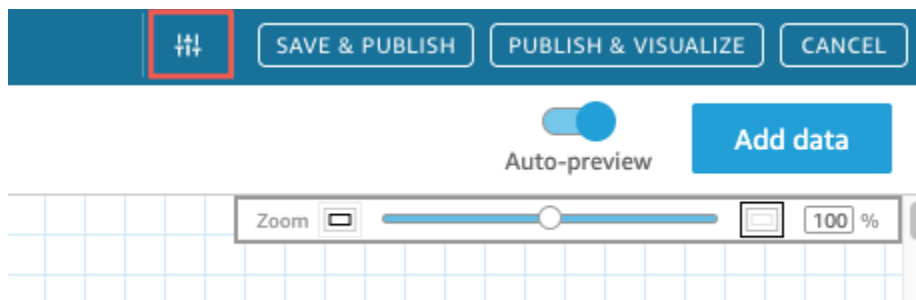 SAVE & PUBLISH
PUBLISH & VISUALIZE
CANCEL
Auto-preview
Add data
Zoom
100 %